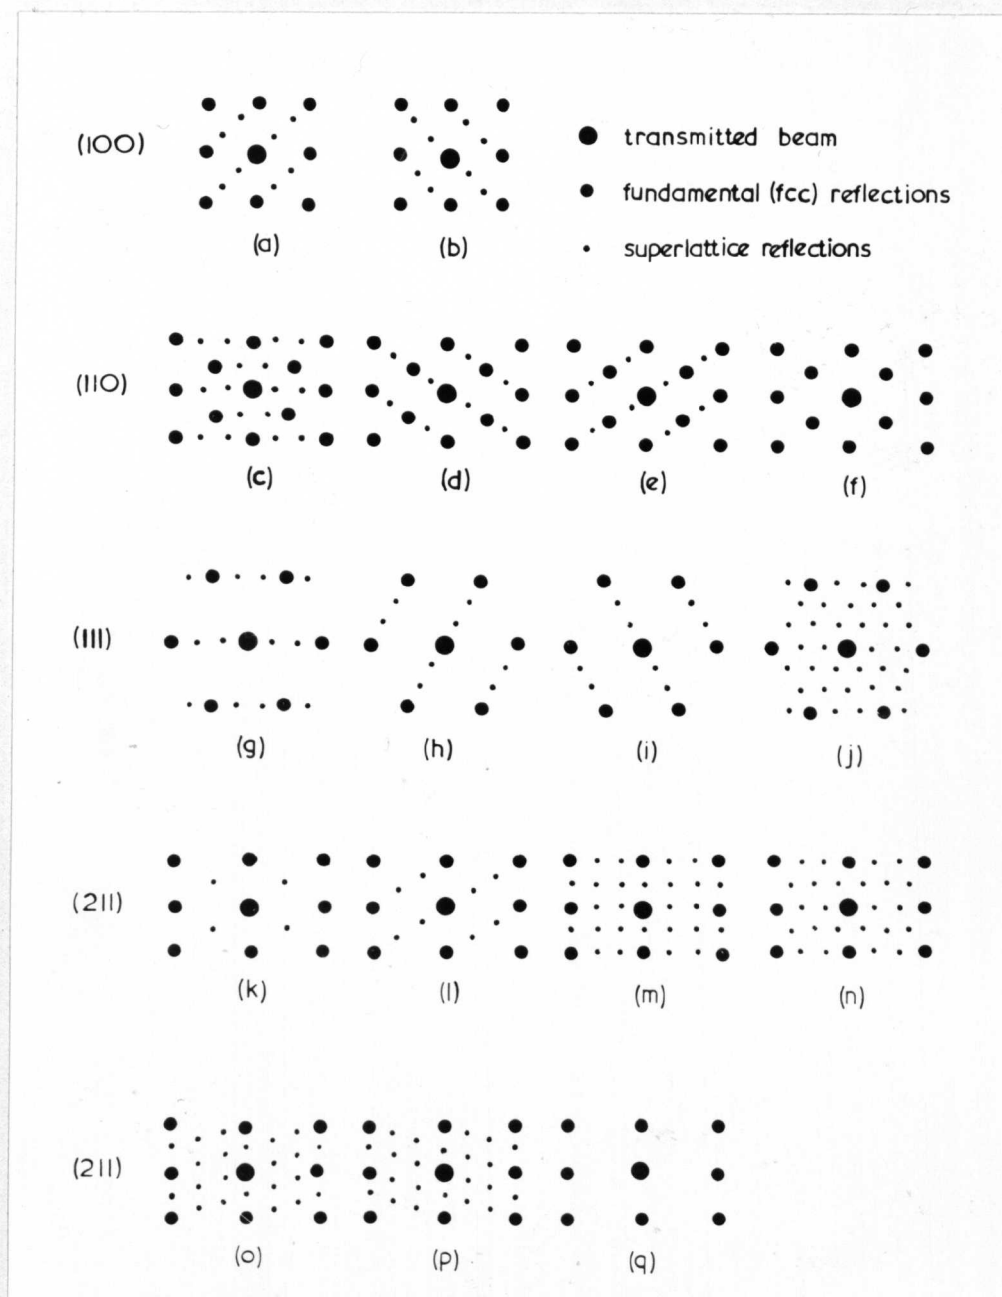 (100)
transmitted beam
fundamental (fcc) reflections
superlattice reflections
(a) (b)
(110)
(c) (d) (e) (f)
(111)
(g) (h) (i) (j)
(211)
(k) (l) (m) (n)
(211)
(o) (p) (q)